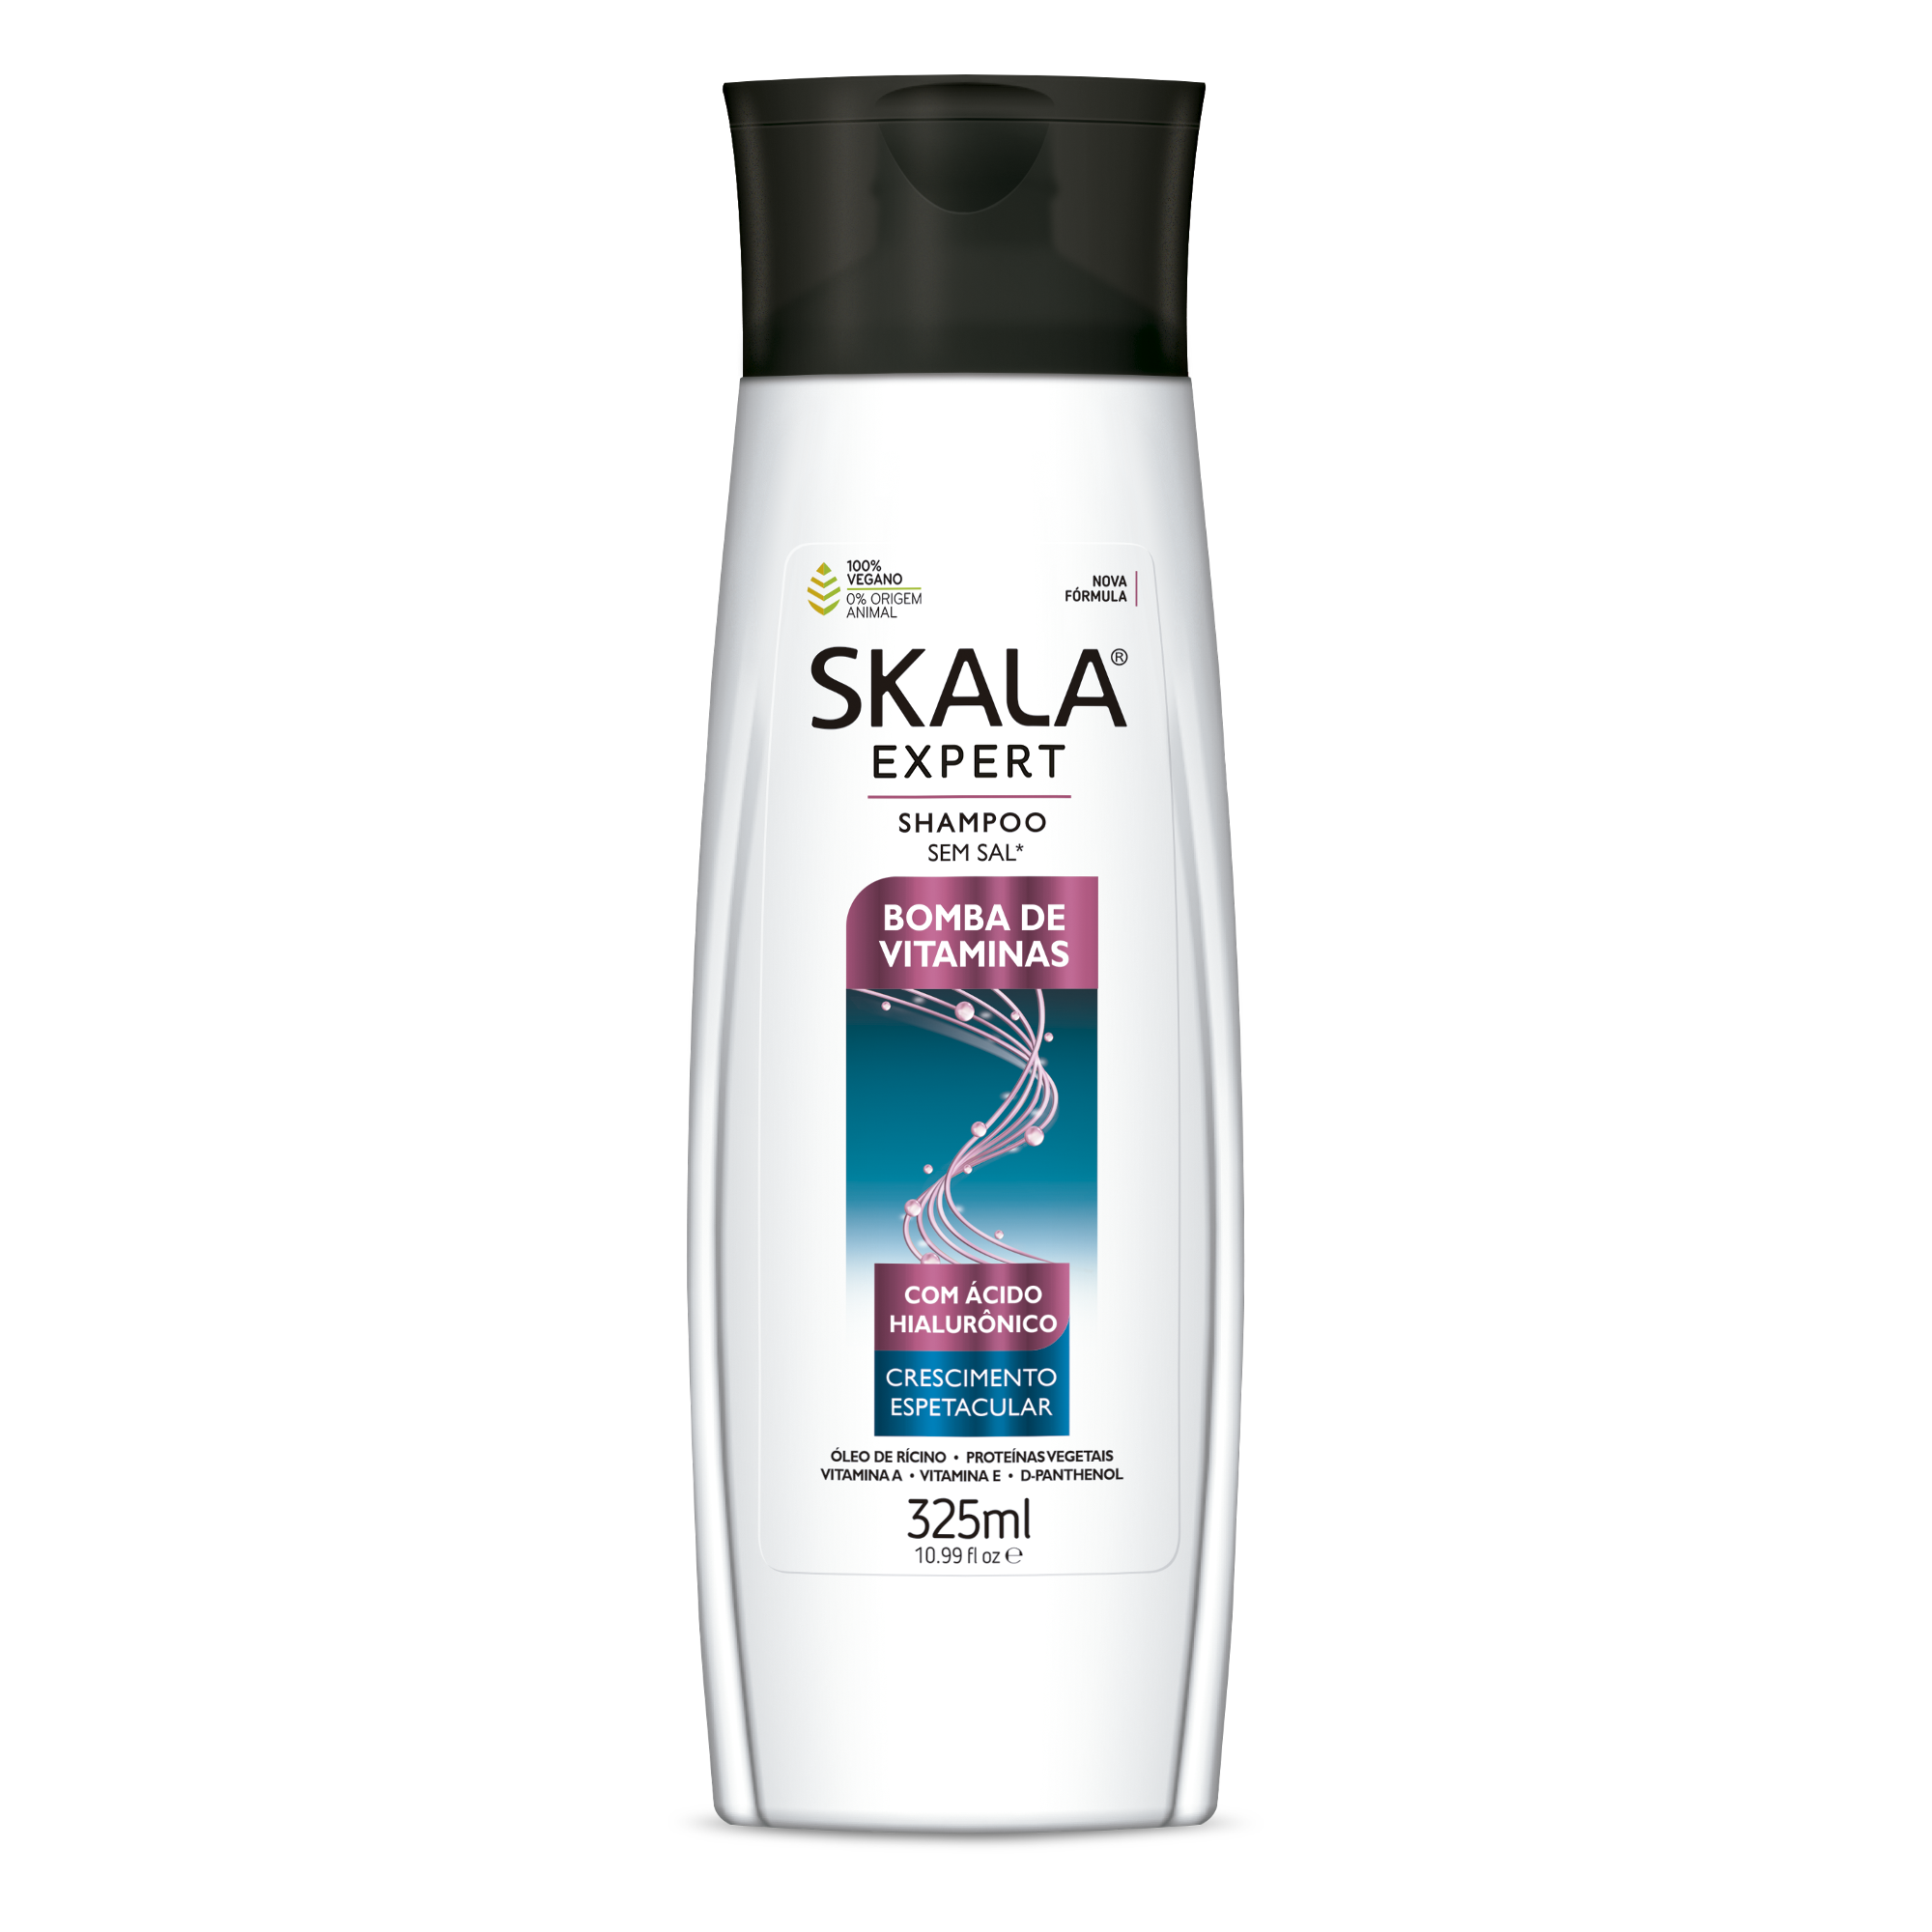 100%
VEGANO
0% ORIGEM
ANIMAL
NOVA
FÓRMULA
SKALA®
EXPERT
SHAMPOO
SEM SAL*
BOMBA DE
VITAMINAS
COM ÁCIDO
HIALURÔNICO
CRESCIMENTO
ESPETACULAR
ÓLEO DE RÍCINO • PROTEÍNAS VEGETAIS
VITAMINA A • VITAMINA E • D-PANTHENOL
325ml
10.99 fl oz ℮